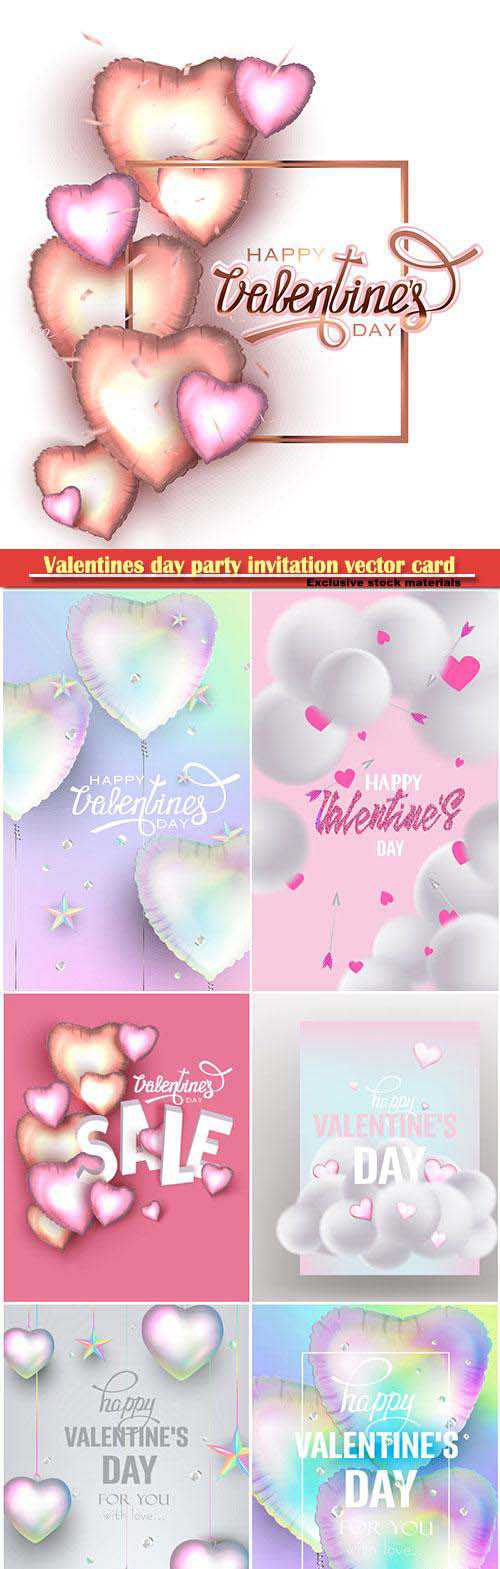 HAPPY
Valentine's
DAY
Valentines day party invitation vector card
Exclusive stock materials
HAPPY
Valentines
DAY
HAPPY
Valentine's
DAY
Valentine's
DAY
SALE
happy
VALENTINE'S
DAY
happy
VALENTINE'S
DAY
FOR YOU
with love...
happy
VALENTINE'S
DAY
FOR YOU
with love...